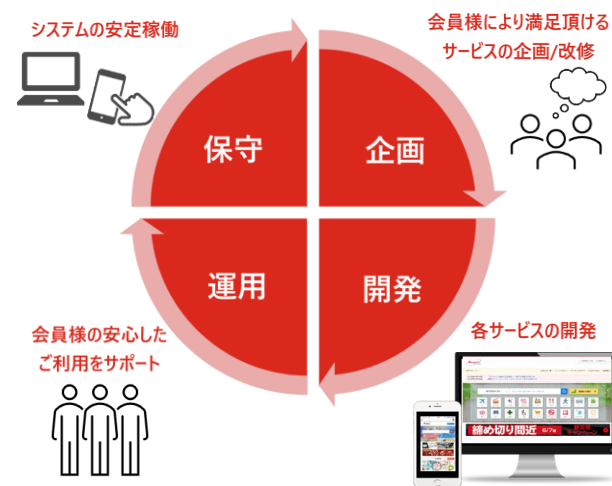 システムの安定稼働
会員様により満足頂ける
サービスの企画/改修
保守
企画
運用
開発
会員様の安心した
ご利用をサポート
各サービスの開発
締め切り間近
6/7